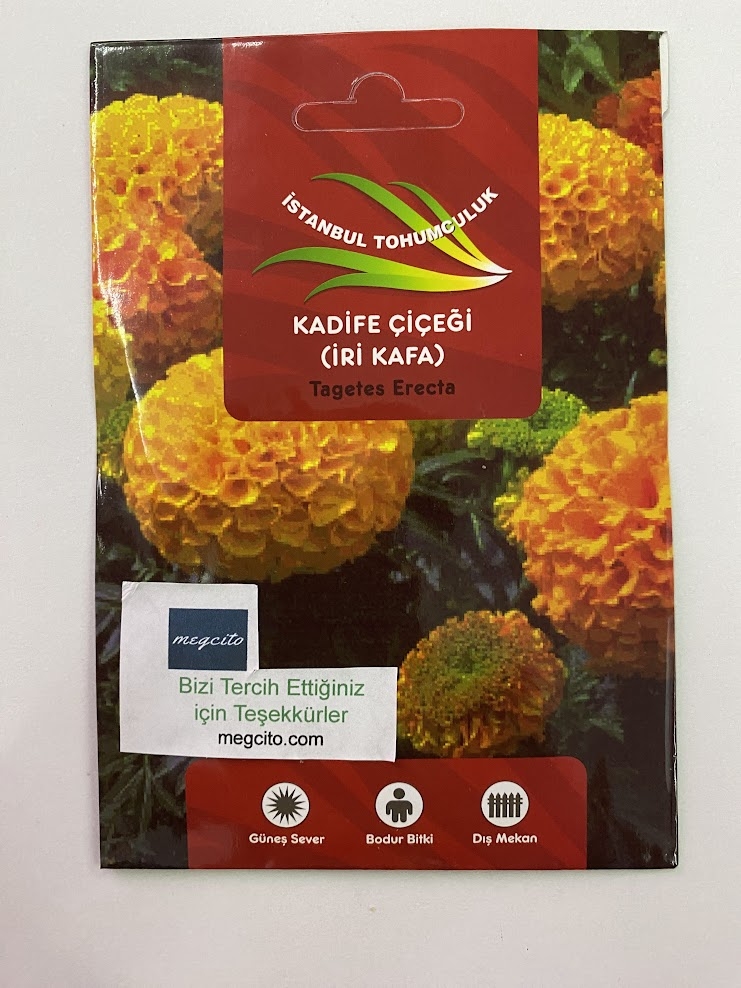 İSTANBUL TOHUMCULUK
KADİFE ÇİÇEĞİ
(İRİ KAFA)
Tagetes Erecta
megcito
Bizi Tercih Ettiğiniz
için Teşekkürler
megcito.com
Güneş Sever
Bodur Bitki
Dış Mekan